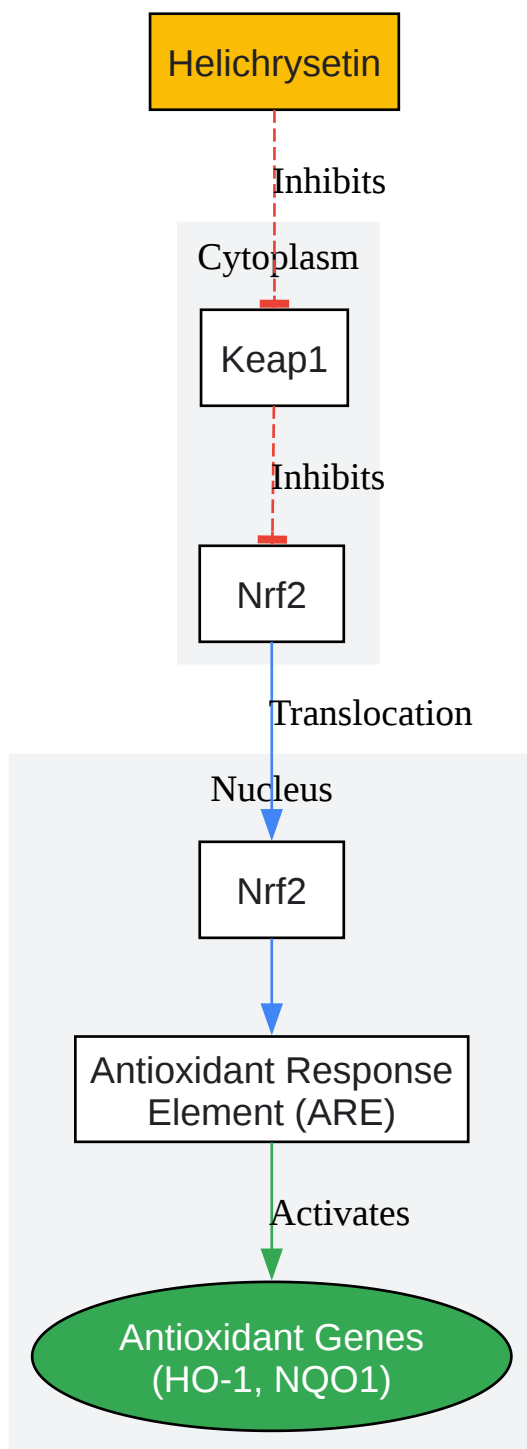 Helichrysetin
Inhibits
Cytoplasm
Keap1
Inhibits
Nrf2
Translocation
Nucleus
Nrf2
Antioxidant Response
Element (ARE)
Activates
Antioxidant Genes
(HO-1, NQO1)